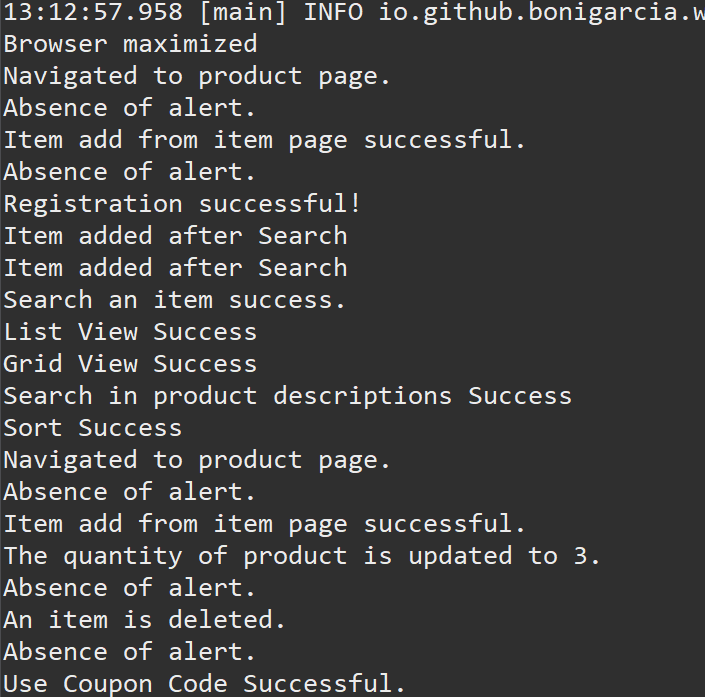 13:12:57.958 [main] INFO io.github.bonigarcia.w
Browser maximized
Navigated to product page.
Absence of alert.
Item add from item page successful.
Absence of alert.
Registration successful!
Item added after Search
Item added after Search
Search an item success.
List View Success
Grid View Success
Search in product descriptions Success
Sort Success
Navigated to product page.
Absence of alert.
Item add from item page successful.
The quantity of product is updated to 3.
Absence of alert.
An item is deleted.
Absence of alert.
Use Coupon Code Successful.